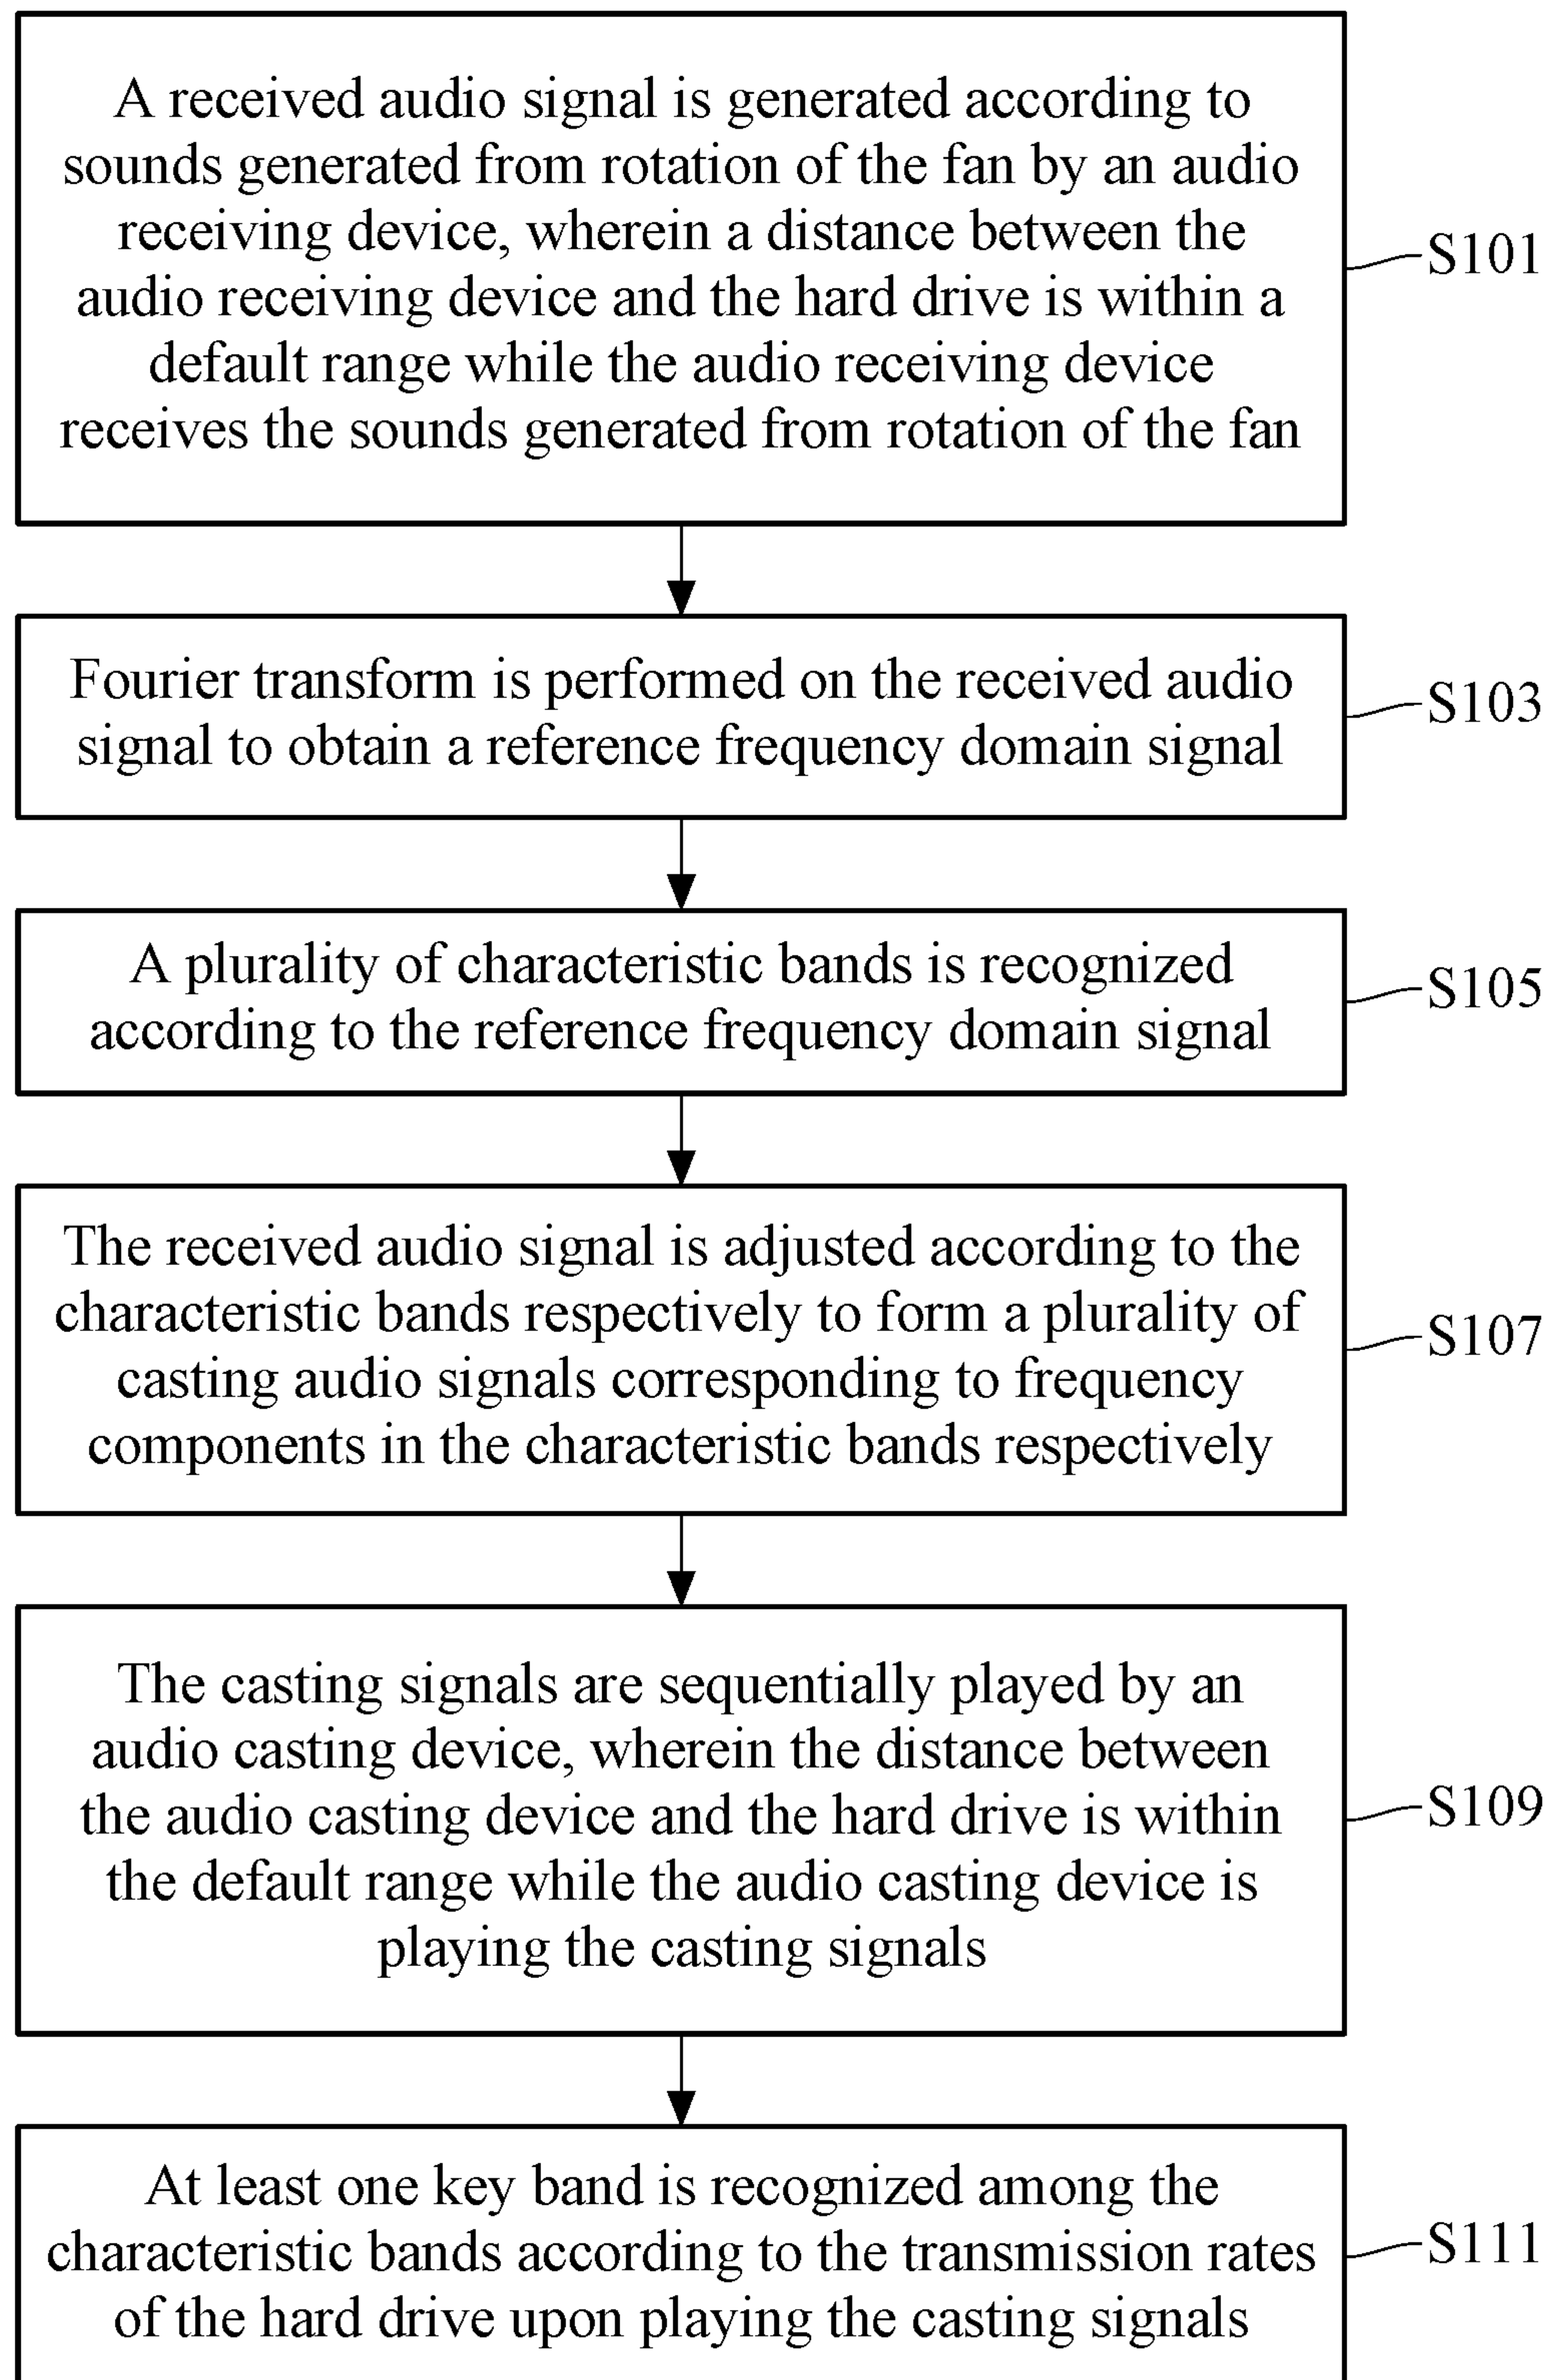 A received audio signal is generated according to
sounds generated from rotation of the fan by an audio
receiving device, wherein a distance between the
audio receiving device and the hard drive is within a
default range while the audio receiving device
receives the sounds generated from rotation of the fan
S101
Fourier transform is performed on the received audio
signal to obtain a reference frequency domain signal
S103
A plurality of characteristic bands is recognized
according to the reference frequency domain signal
S105
The received audio signal is adjusted according to the
characteristic bands respectively to form a plurality of
casting audio signals corresponding to frequency
components in the characteristic bands respectively
S107
The casting signals are sequentially played by an
audio casting device, wherein the distance between
the audio casting device and the hard drive is within
the default range while the audio casting device is
playing the casting signals
S109
At least one key band is recognized among the
characteristic bands according to the transmission rates
of the hard drive upon playing the casting signals
S111